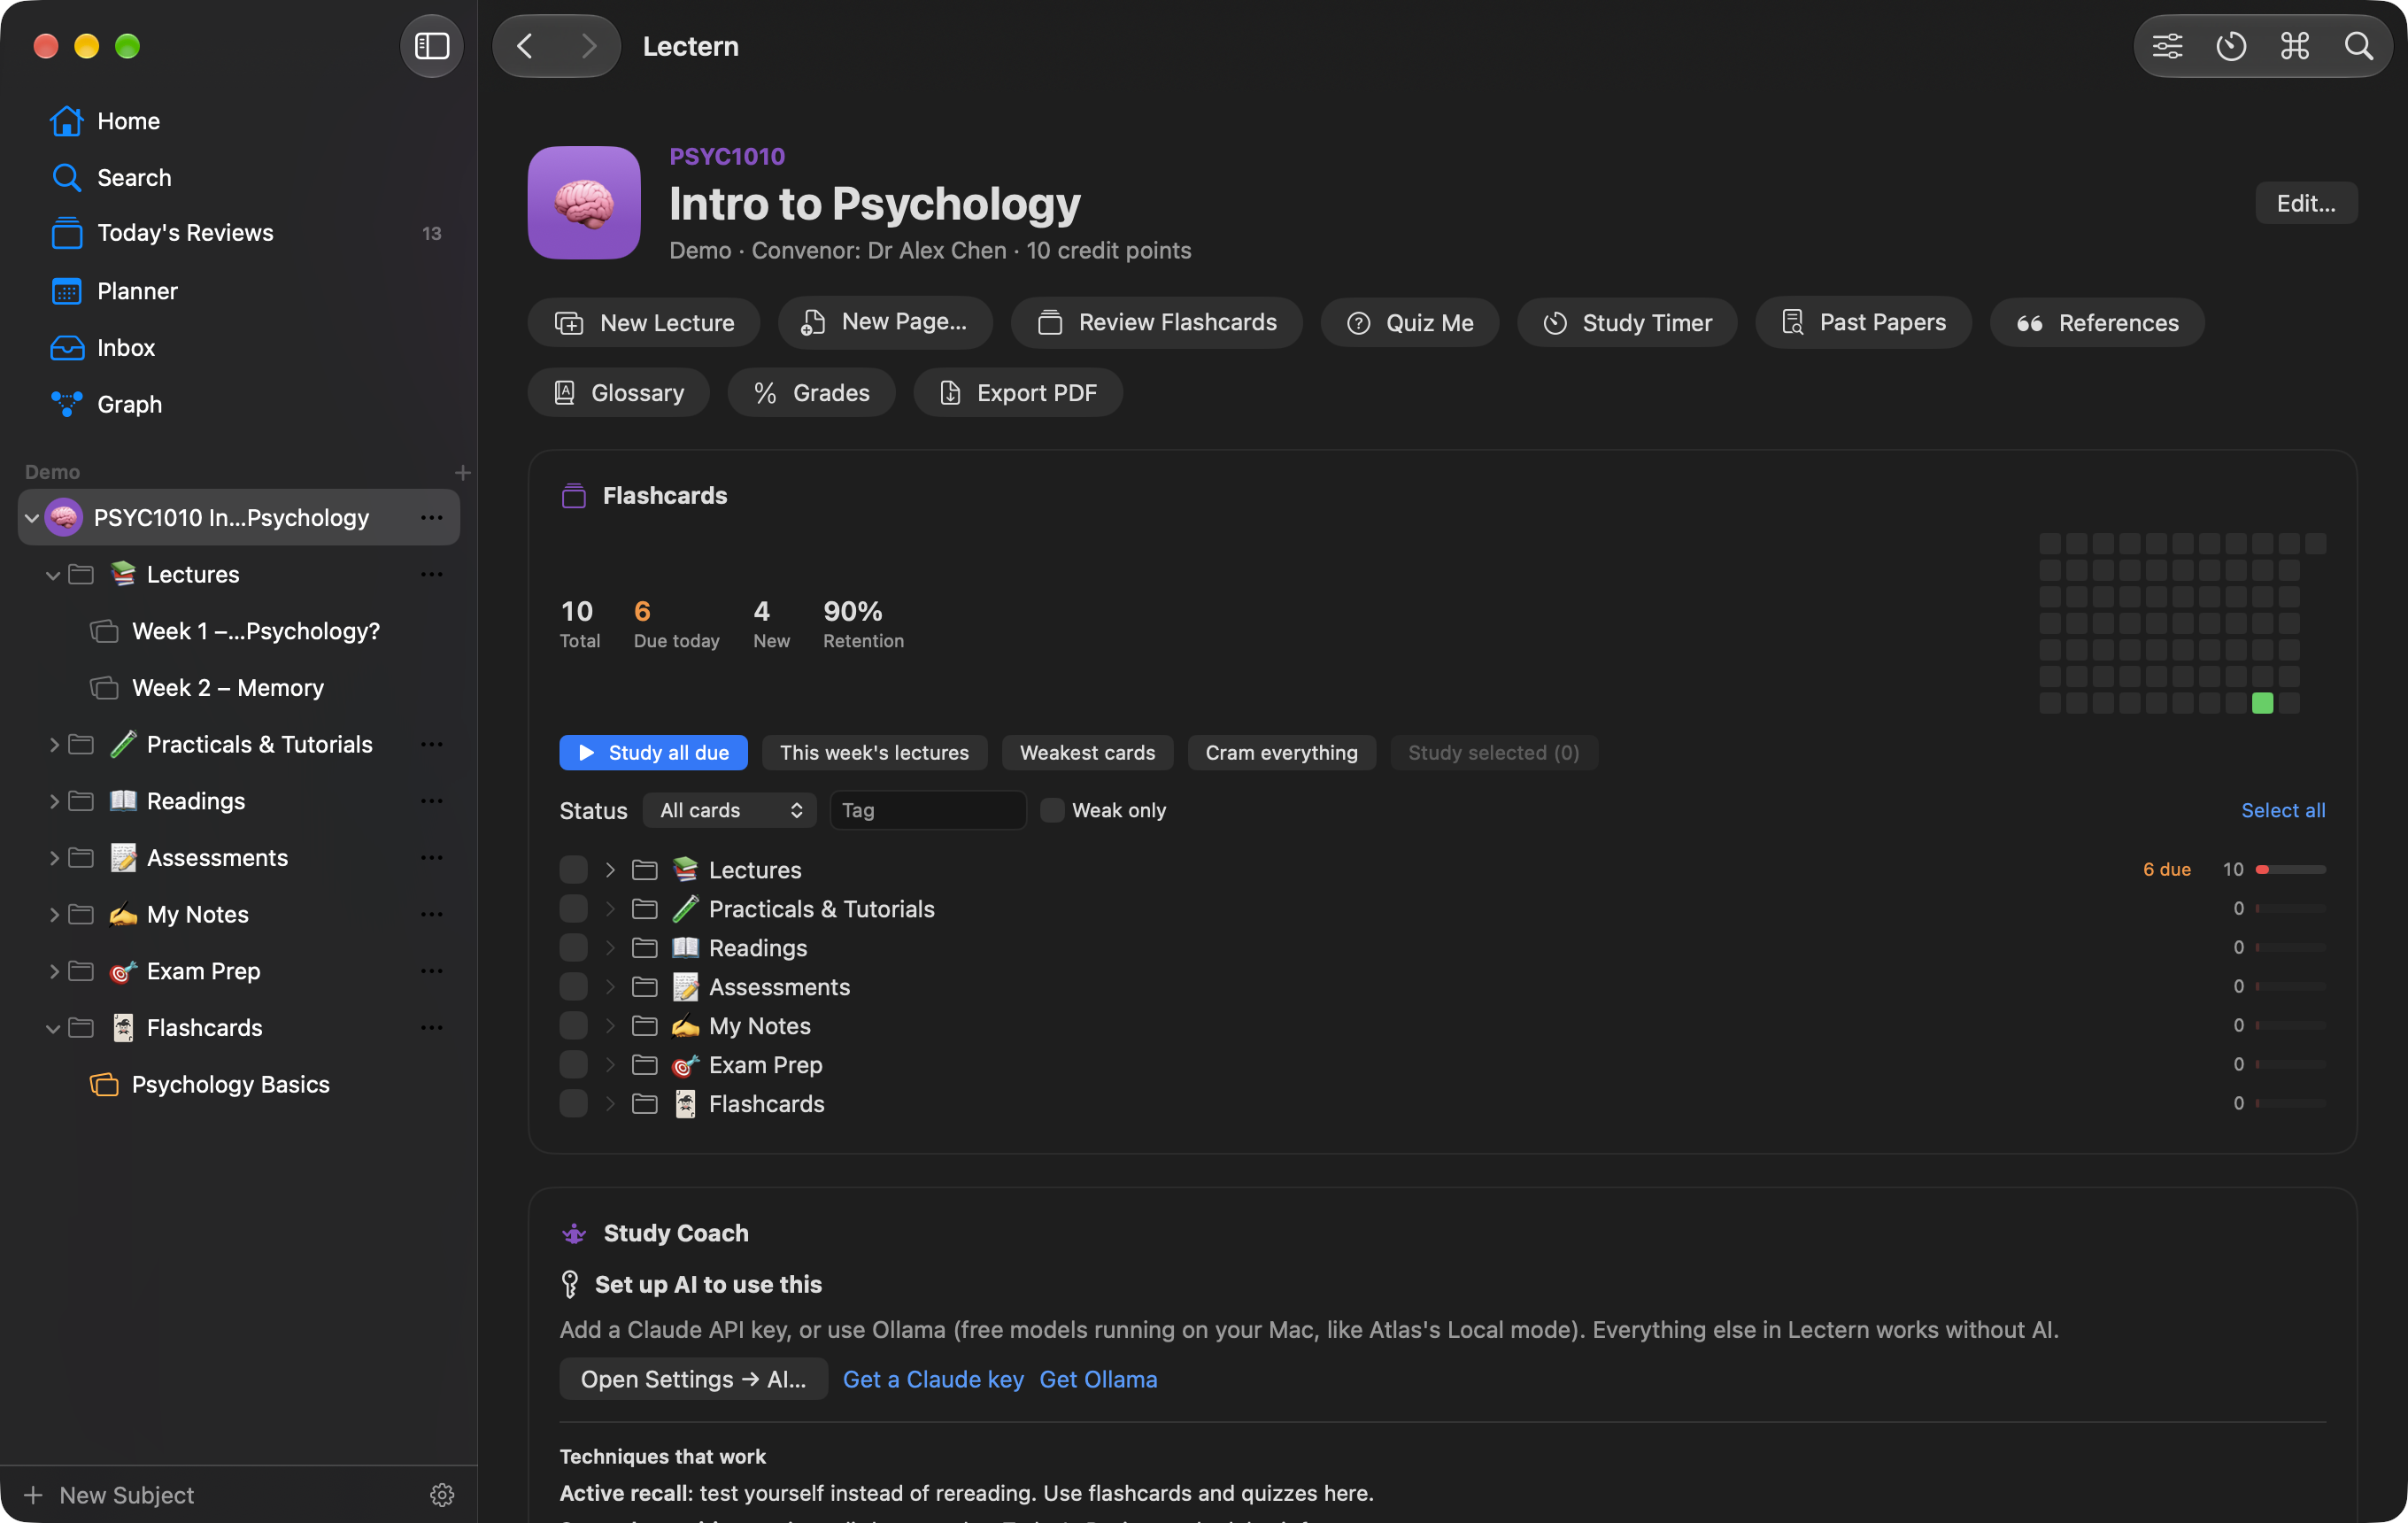 Lectern
Home
Search
Today's Reviews 13
Planner
Inbox
Graph
Demo
PSYC1010 In...Psychology
Lectures
Week 1 –...Psychology?
Week 2 – Memory
Practicals & Tutorials
Readings
Assessments
My Notes
Exam Prep
Flashcards
Psychology Basics
New Subject
PSYC1010
Intro to Psychology
Demo · Convenor: Dr Alex Chen · 10 credit points
Edit...
New Lecture
New Page...
Review Flashcards
Quiz Me
Study Timer
Past Papers
References
Glossary
Grades
Export PDF
Flashcards
10 6 4 90%
Total Due today New Retention
Study all due
This week's lectures
Weakest cards
Cram everything
Study selected (0)
Status All cards Tag Weak only Select all
Lectures 6 due 10
Practicals & Tutorials 0
Readings 0
Assessments 0
My Notes 0
Exam Prep 0
Flashcards 0
Study Coach
Set up AI to use this
Add a Claude API key, or use Ollama (free models running on your Mac, like Atlas's Local mode). Everything else in Lectern works without AI.
Open Settings → AI... Get a Claude key Get Ollama
Techniques that work
Active recall: test yourself instead of rereading. Use flashcards and quizzes here.